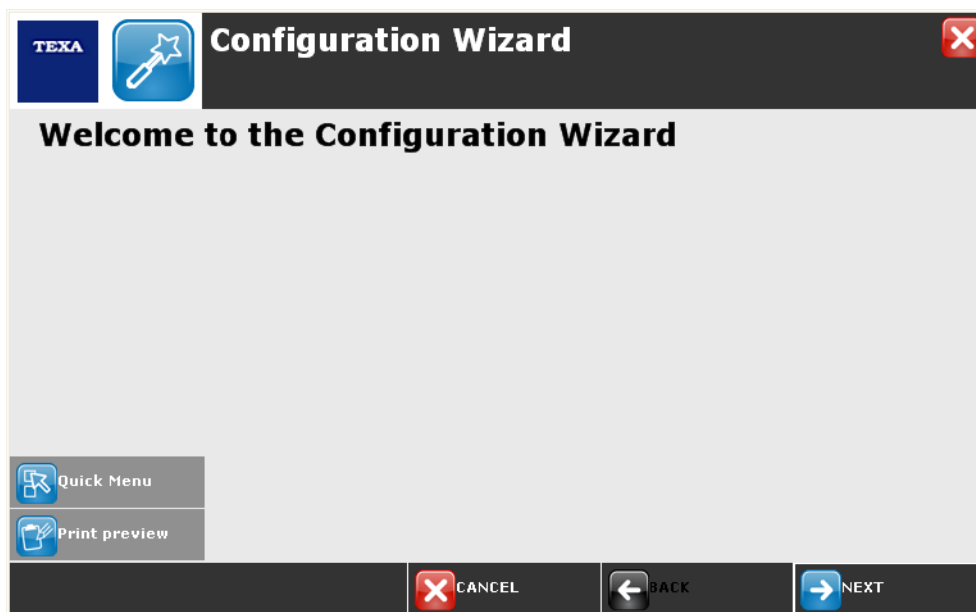 TEXA
Configuration Wizard
Welcome to the Configuration Wizard
Quick Menu
Print preview
CANCEL
BACK
NEXT